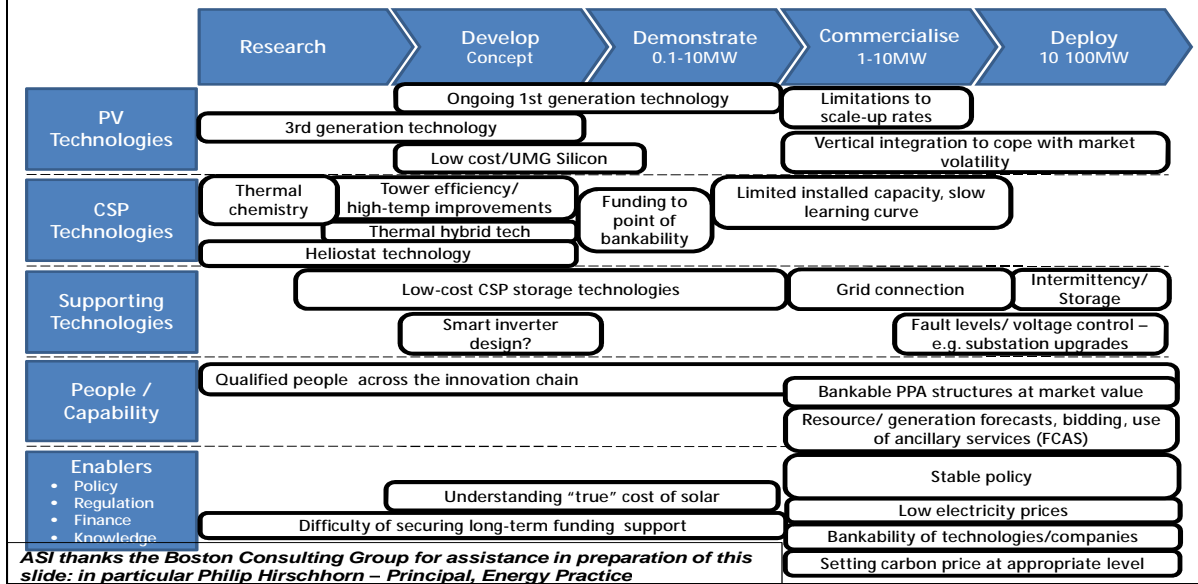 Research
Develop
Concept
Demonstrate
0.1-10MW
Commercialise
1-10MW
Deploy
10 100MW
PV
Technologies
Ongoing 1st generation technology
Limitations to
scale-up rates
3rd generation technology
Low cost/UMG Silicon
Vertical integration to cope with market
volatility
CSP
Technologies
Thermal
chemistry
Tower efficiency/
high-temp improvements
Thermal hybrid tech
Heliostat technology
Funding to
point of
bankability
Limited installed capacity, slow
learning curve
Supporting
Technologies
Low-cost CSP storage technologies
Grid connection
Intermittency/
Storage
Smart inverter
design?
Fault levels/ voltage control –
e.g. substation upgrades
People /
Capability
Qualified people across the innovation chain
Bankable PPA structures at market value
Resource/ generation forecasts, bidding, use
of ancillary services (FCAS)
Enablers
• Policy
• Regulation
• Finance
• Knowledge
Stable policy
Understanding “true” cost of solar
Low electricity prices
Difficulty of securing long-term funding support
Bankability of technologies/companies
Setting carbon price at appropriate level
ASI thanks the Boston Consulting Group for assistance in preparation of this
slide: in particular Philip Hirschhorn – Principal, Energy Practice